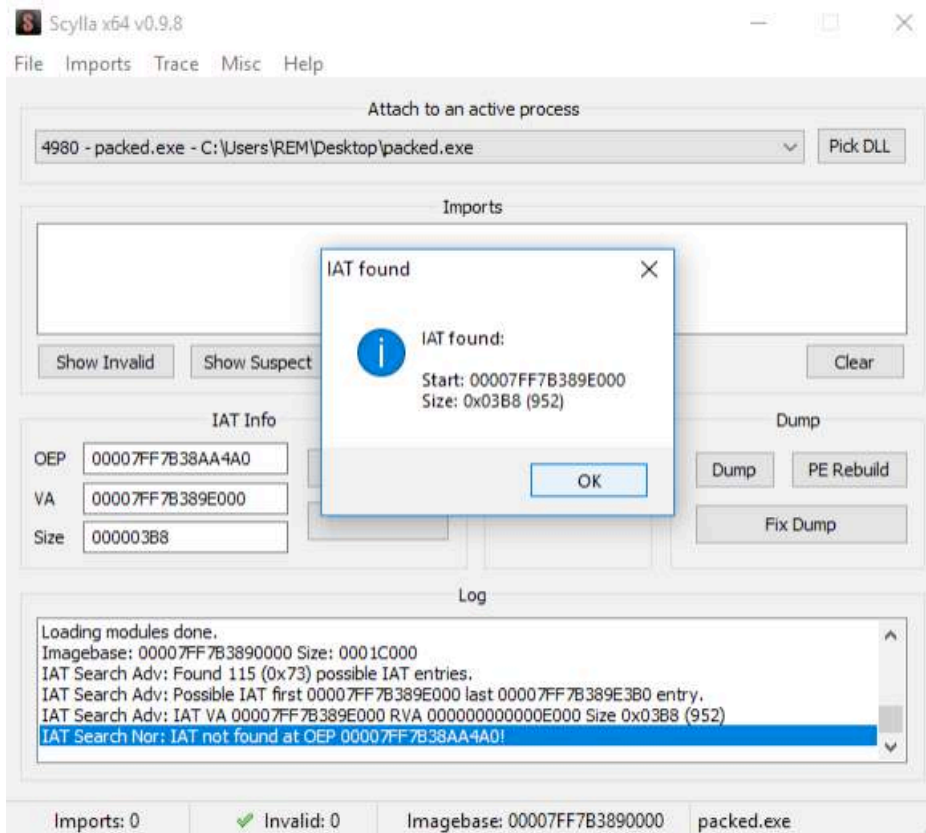 Scylla x64 v0.9.8
File Imports Trace Misc Help
Attach to an active process
4980 - packed.exe - C:\Users\REM\Desktop\packed.exe
Pick DLL
Imports
IAT found
IAT found:
Start: 00007FF7B389E000
Size: 0x03B8 (952)
OK
Show Invalid
Show Suspect
Clear
IAT Info
OEP
00007FF7B38AA4A0
VA
00007FF7B389E000
Size
000003B8
Dump
Dump
PE Rebuild
Fix Dump
Log
Loading modules done.
Imagebase: 00007FF7B3890000 Size: 0001C000
IAT Search Adv: Found 115 (0x73) possible IAT entries.
IAT Search Adv: Possible IAT first 00007FF7B389E000 last 00007FF7B389E3B0 entry.
IAT Search Adv: IAT VA 00007FF7B389E000 RVA 000000000000E000 Size 0x03B8 (952)
IAT Search Nor: IAT not found at OEP 00007FF7B38AA4A0!
Imports: 0
Invalid: 0
Imagebase: 00007FF7B3890000
packed.exe